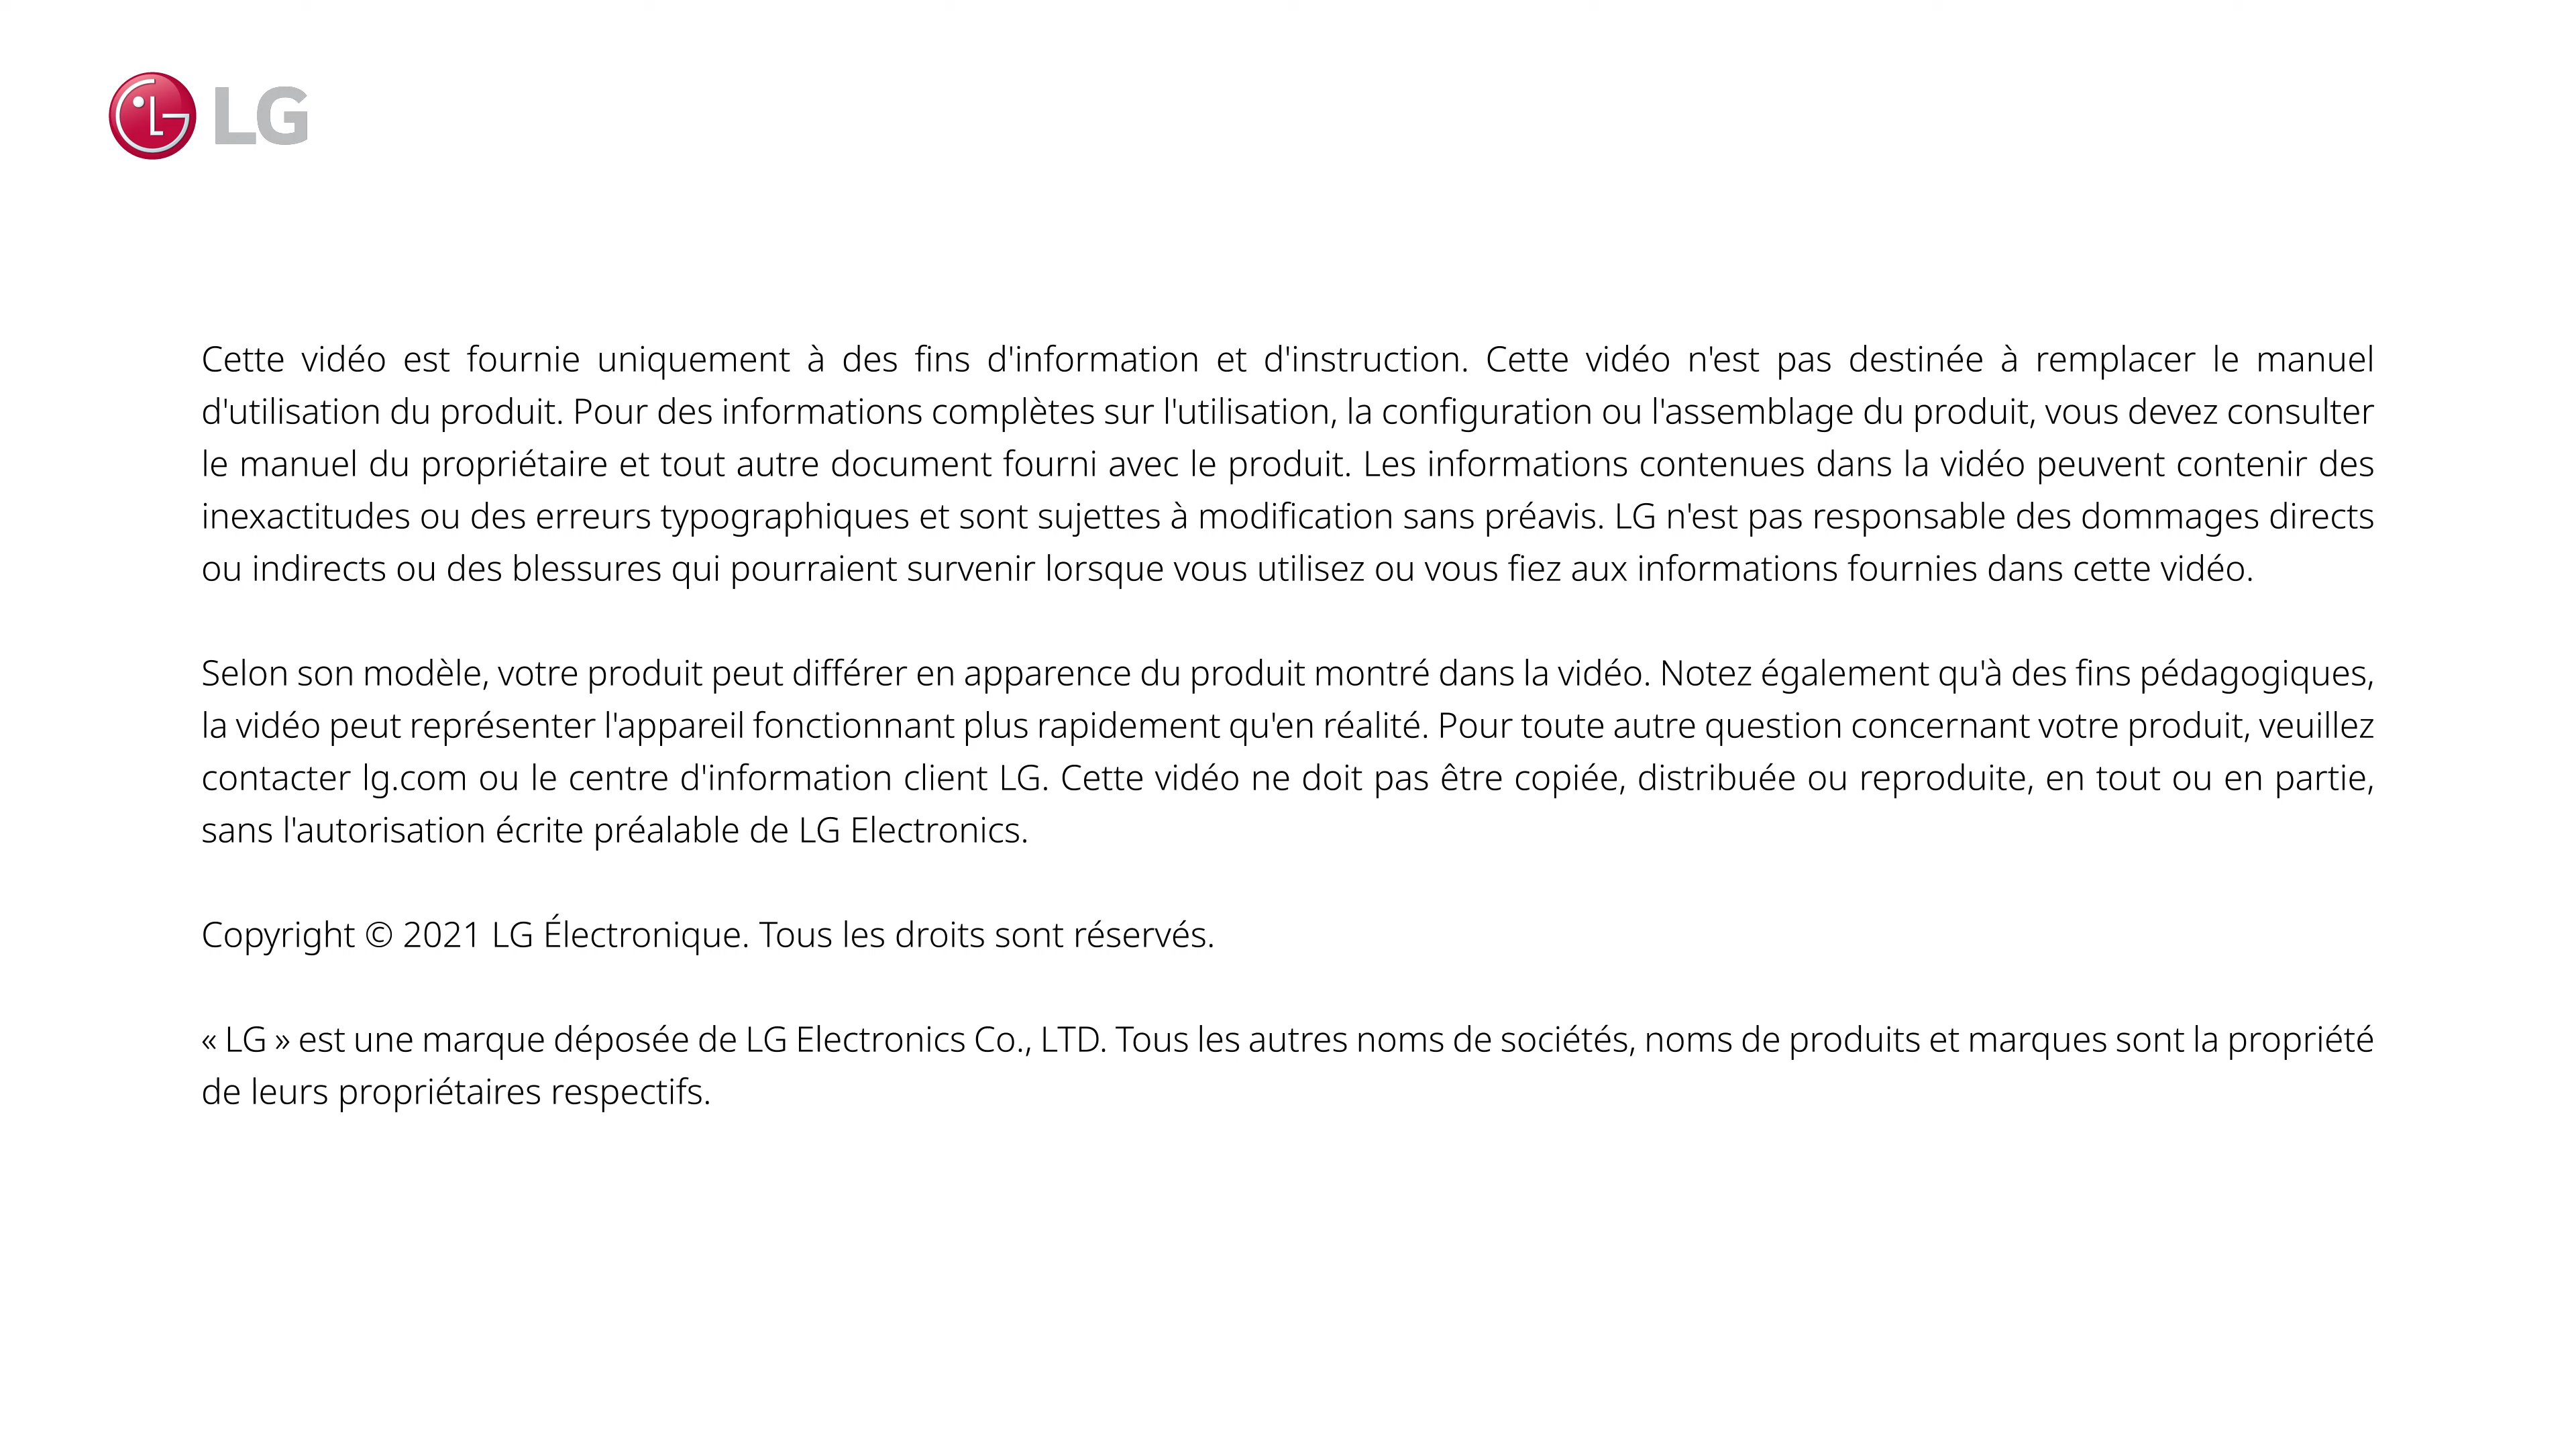 LG
Cette vidéo est fournie uniquement à des fins d'information et d'instruction. Cette vidéo n'est pas destinée à remplacer le manuel
d'utilisation du produit. Pour des informations complètes sur l'utilisation, la configuration ou l'assemblage du produit, vous devez consulter
le manuel du propriétaire et tout autre document fourni avec le produit. Les informations contenues dans la vidéo peuvent contenir des
inexactitudes ou des erreurs typographiques et sont sujettes à modification sans préavis. LG n'est pas responsable des dommages directs
ou indirects ou des blessures qui pourraient survenir lorsque vous utilisez ou vous fiez aux informations fournies dans cette vidéo.
Selon son modèle, votre produit peut différer en apparence du produit montré dans la vidéo. Notez également qu'à des fins pédagogiques,
la vidéo peut représenter l'appareil fonctionnant plus rapidement qu'en réalité. Pour toute autre question concernant votre produit, veuillez
contacter lg.com ou le centre d'information client LG. Cette vidéo ne doit pas être copiée, distribuée ou reproduite, en tout ou en partie,
sans l'autorisation écrite préalable de LG Electronics.
Copyright © 2021 LG Électronique. Tous les droits sont réservés.
« LG » est une marque déposée de LG Electronics Co., LTD. Tous les autres noms de sociétés, noms de produits et marques sont la propriété
de leurs propriétaires respectifs.